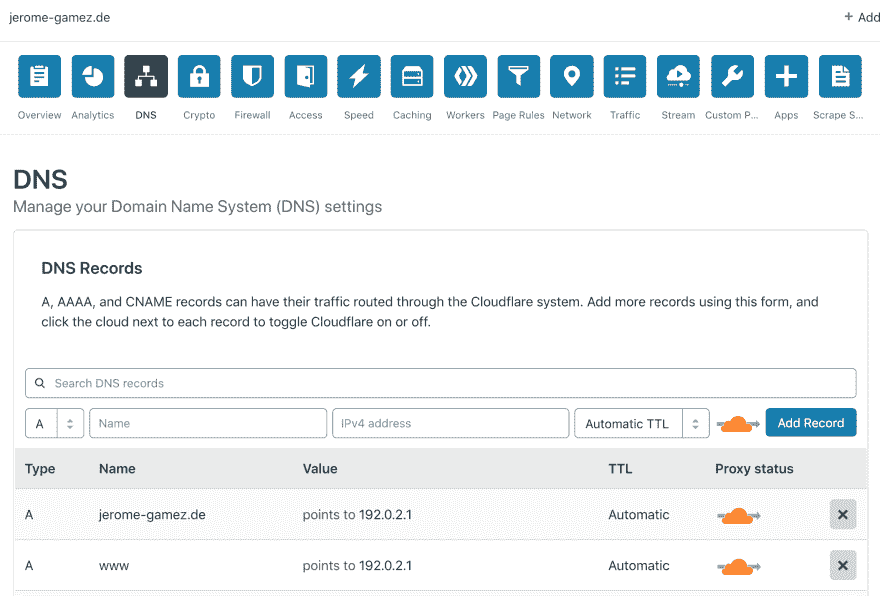 jerome-gamez.de
+ Add
Overview Analytics DNS Crypto Firewall Access Speed Caching Workers Page Rules Network Traffic Stream Custom P... Apps Scrape S...
DNS
Manage your Domain Name System (DNS) settings
DNS Records
A, AAAA, and CNAME records can have their traffic routed through the Cloudflare system. Add more records using this form, and
click the cloud next to each record to toggle Cloudflare on or off.
Search DNS records
A Name IPv4 address Automatic TTL Add Record
Type Name Value TTL Proxy status
A jerome-gamez.de points to 192.0.2.1 Automatic
A www points to 192.0.2.1 Automatic